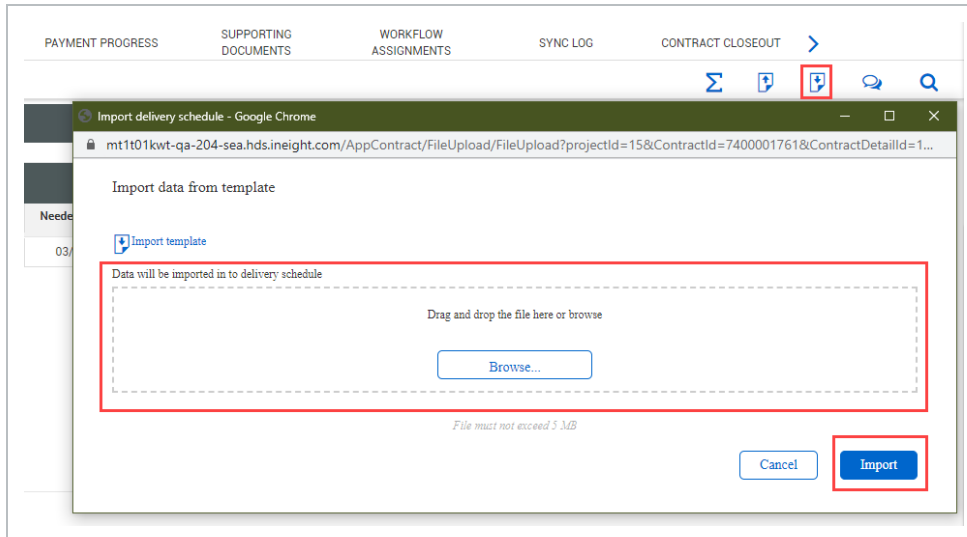 PAYMENT PROGRESS
SUPPORTING
DOCUMENTS
WORKFLOW
ASSIGNMENTS
SYNC LOG
CONTRACT CLOSEOUT
Import delivery schedule - Google Chrome
mt1t01kwt-qa-204-sea.hds.ineight.com/AppContract/FileUpload/FileUpload?projectId=15&ContractId=7400001761&ContractDetailId=1...
Import data from template
Neede
03/
Import template
Data will be imported in to delivery schedule
Drag and drop the file here or browse
Browse...
File must not exceed 5 MB
Cancel
Import